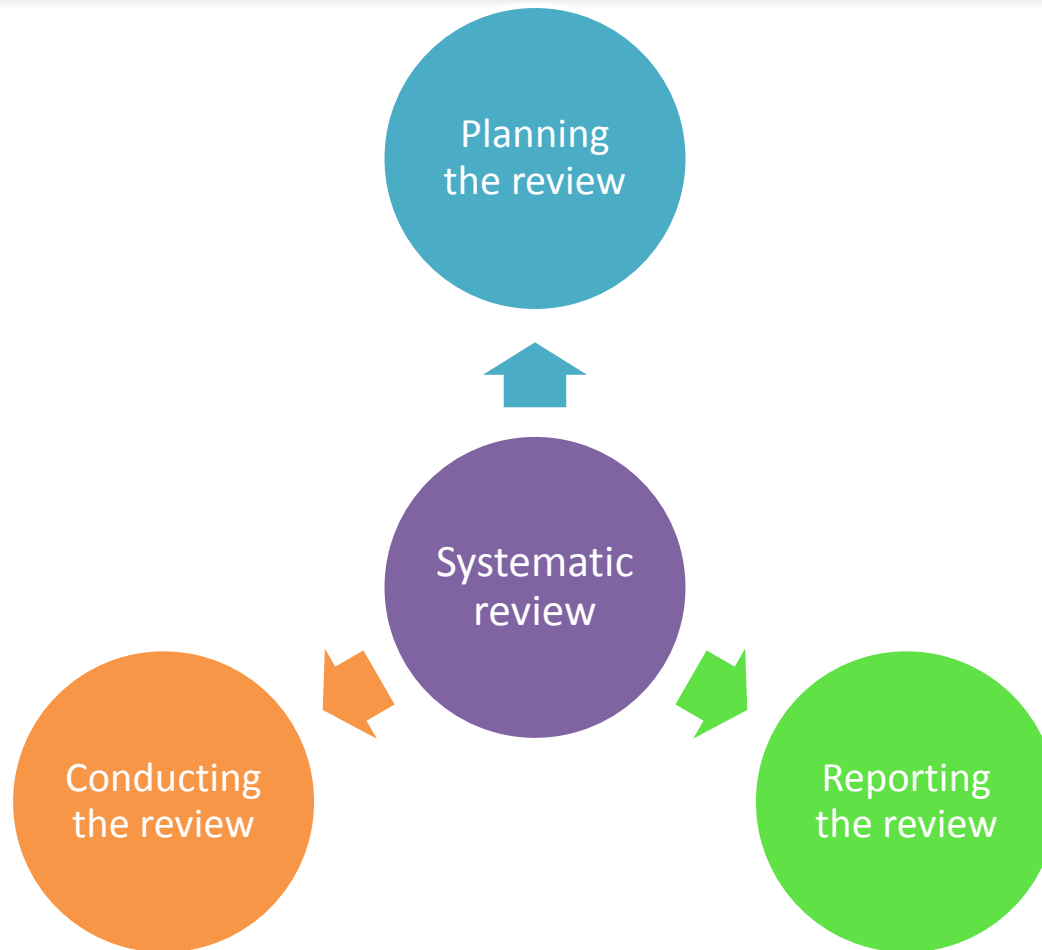 Planning
the review
Systematic
review
Conducting
the review
Reporting
the review